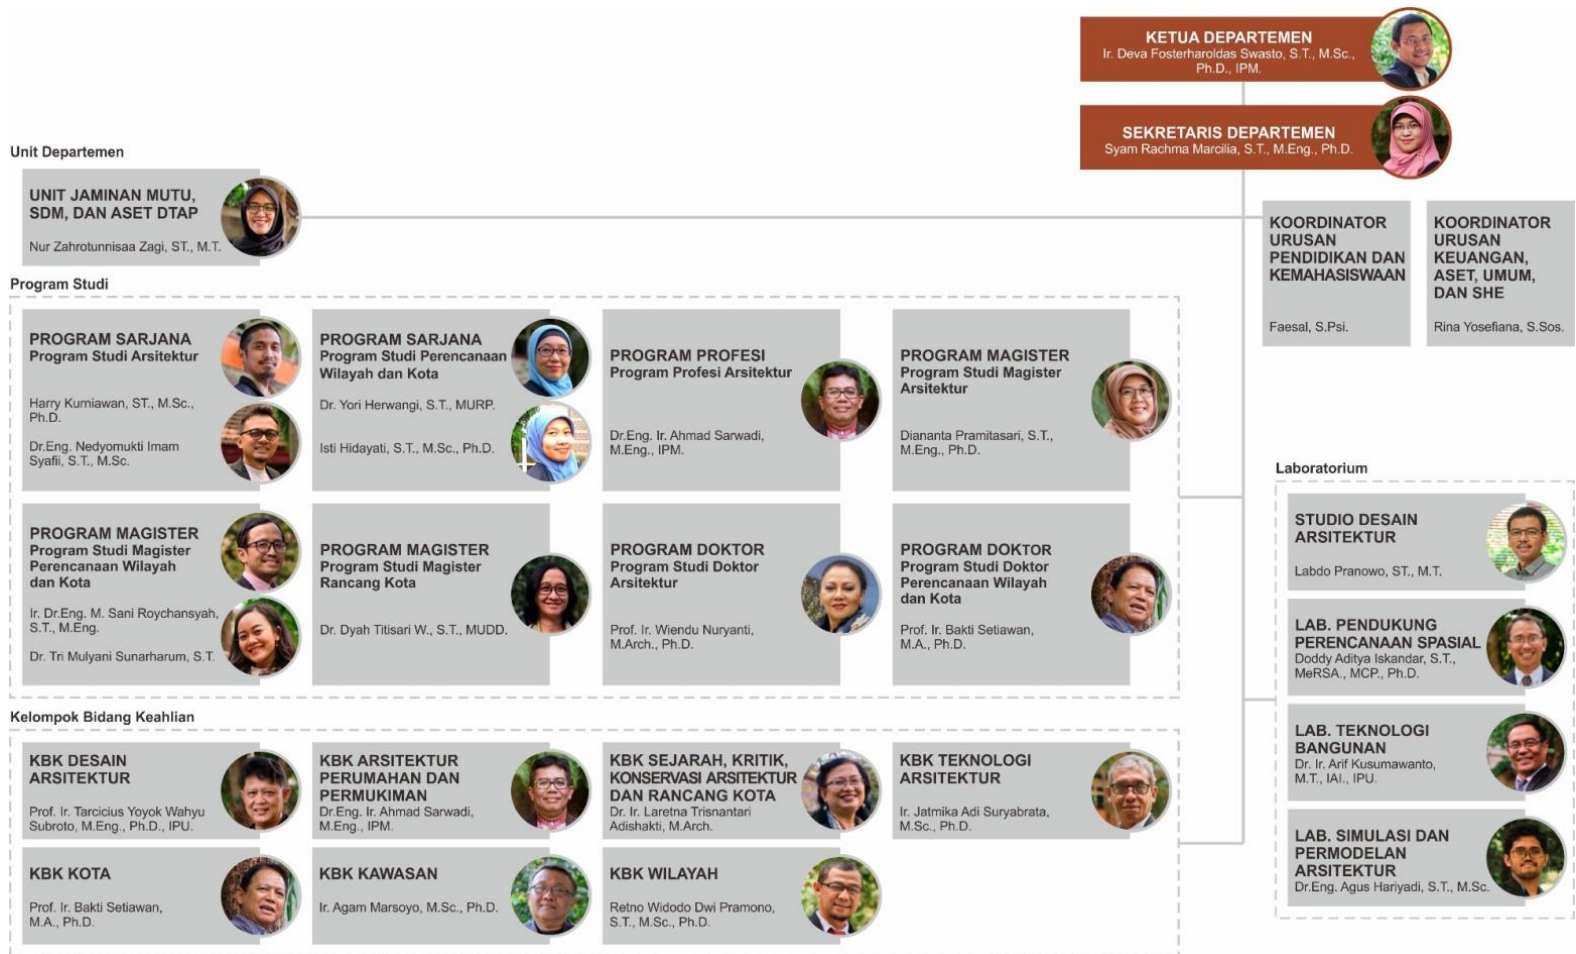 KETUA DEPARTEMEN
Ir. Deva Fosterharoldas Swasto, S.T., M.Sc.,
Ph.D., IPM.
SEKRETARIS DEPARTEMEN
Syam Rachma Marcilia, S.T., M.Eng., Ph.D.
Unit Departemen
UNIT JAMINAN MUTU,
SDM, DAN ASET DTAP
Nur Zahrotunnisaa Zagi, ST., M.T.
KOORDINATOR
URUSAN
PENDIDIKAN DAN
KEMAHASISWAAN
Faesal, S.Psi.
KOORDINATOR
URUSAN
KEUANGAN,
ASET, UMUM,
DAN SHE
Rina Yosefiana, S.Sos.
Program Studi
PROGRAM SARJANA
Program Studi Arsitektur
Harry Kurniawan, ST., M.Sc.,
Ph.D.
Dr.Eng. Nedyomukti Imam
Syafii, S.T., M.Sc.
PROGRAM SARJANA
Program Studi Perencanaan
Wilayah dan Kota
Dr. Yori Herwangi, S.T., MURP.
Isti Hidayati, S.T., M.Sc., Ph.D.
PROGRAM PROFESI
Program Profesi Arsitektur
Dr.Eng. Ir. Ahmad Sarwadi,
M.Eng., IPM.
PROGRAM MAGISTER
Program Studi Magister
Arsitektur
Diananta Pramitasari, S.T.,
M.Eng., Ph.D.
PROGRAM MAGISTER
Program Studi Magister
Perencanaan Wilayah
dan Kota
Ir. Dr.Eng. M. Sani Roychansyah,
S.T., M.Eng.
Dr. Tri Mulyani Sunarharum, S.T.
PROGRAM MAGISTER
Program Studi Magister
Rancang Kota
Dr. Dyah Titisari W., S.T., MUDD.
PROGRAM DOKTOR
Program Studi Doktor
Arsitektur
Prof. Ir. Wiendu Nuryanti,
M.Arch., Ph.D.
PROGRAM DOKTOR
Program Studi Doktor
Perencanaan Wilayah
dan Kota
Prof. Ir. Bakti Setiawan,
M.A., Ph.D.
Kelompok Bidang Keahlian
KBK DESAIN
ARSITEKTUR
Prof. Ir. Tarcicius Yoyok Wahyu
Subroto, M.Eng., Ph.D., IPU.
KBK ARSITEKTUR
PERUMAHAN DAN
PERMUKIMAN
Dr.Eng. Ir. Ahmad Sarwadi,
M.Eng., IPM.
KBK SEJARAH, KRITIK,
KONSERVASI ARSITEKTUR
DAN RANCANG KOTA
Dr. Ir. Laretna Trisnantari
Adishakti, M.Arch.
KBK TEKNOLOGI
ARSITEKTUR
Ir. Jatmika Adi Suryabrata,
M.Sc., Ph.D.
KBK KOTA
Prof. Ir. Bakti Setiawan,
M.A., Ph.D.
KBK KAWASAN
Ir. Agam Marsoyo, M.Sc., Ph.D.
KBK WILAYAH
Retno Widodo Dwi Pramono,
S.T., M.Sc., Ph.D.
Laboratorium
STUDIO DESAIN
ARSITEKTUR
Labdo Pranowo, ST., M.T.
LAB. PENDUKUNG
PERENCANAAN SPASIAL
Doddy Aditya Iskandar, S.T.,
MeRSA., MCP., Ph.D.
LAB. TEKNOLOGI
BANGUNAN
Dr. Ir. Arif Kusumawanto,
M.T., IAI., IPU.
LAB. SIMULASI DAN
PERMODELAN
ARSITEKTUR
Dr.Eng. Agus Hariyadi, S.T., M.Sc.